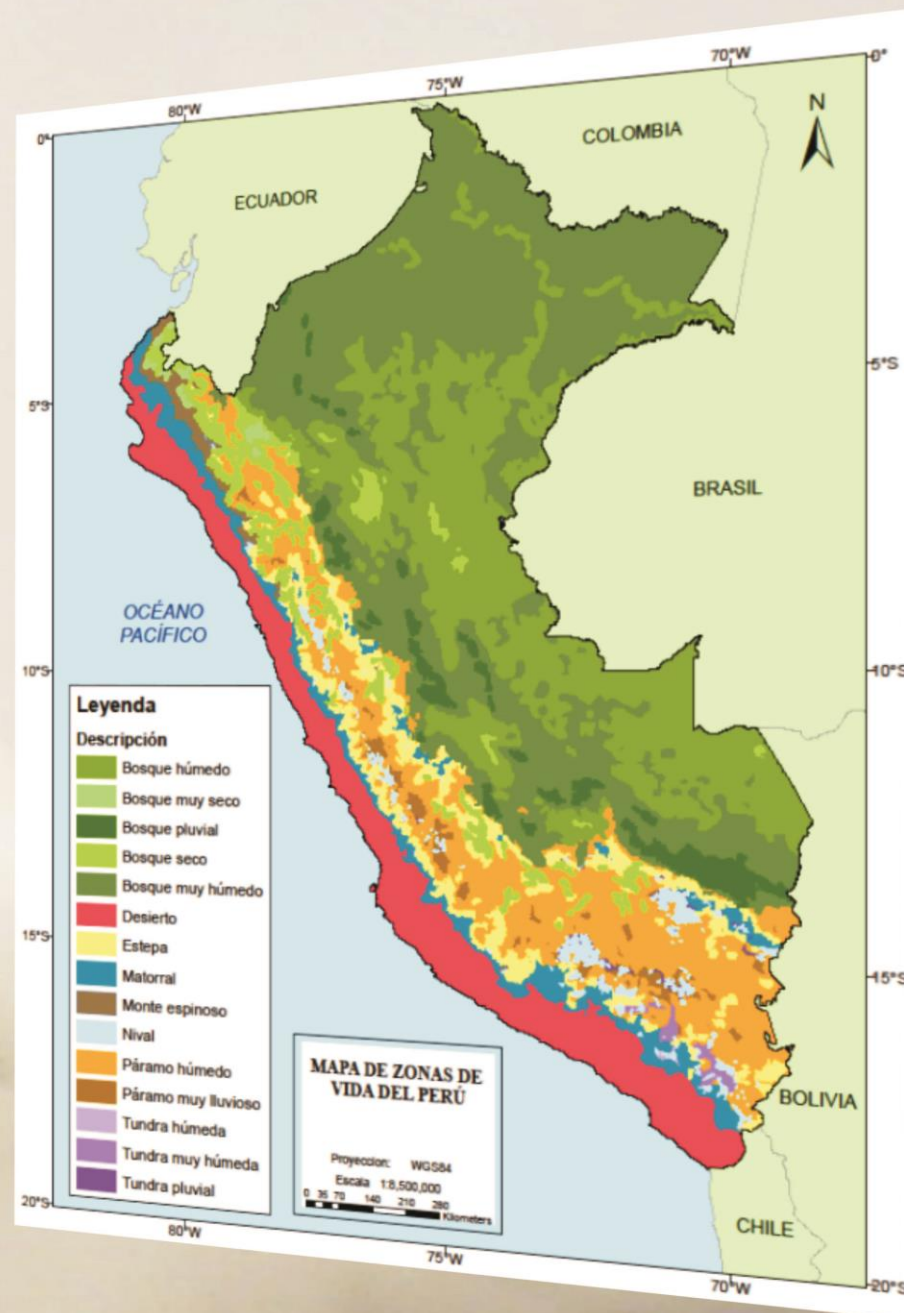 80°W
75°W
70°W
0°
0°
N
COLOMBIA
ECUADOR
5°S
5°S
BRASIL
OCÉANO
PACÍFICO
10°S
10°S
Leyenda
Descripción
Bosque húmedo
Bosque muy seco
Bosque pluvial
Bosque seco
Bosque muy húmedo
Desierto
Estepa
Matorral
Monte espinoso
Nival
Páramo húmedo
Páramo muy lluvioso
Tundra húmeda
Tundra muy húmeda
Tundra pluvial
15°S
15°S
MAPA DE ZONAS DE
VIDA DEL PERÚ
Proyeccion: WGS84
Escala 1:8,500,000
0 35 70 140 210 280
Kilometers
BOLIVIA
CHILE
20°S
20°S
80°W
75°W
70°W